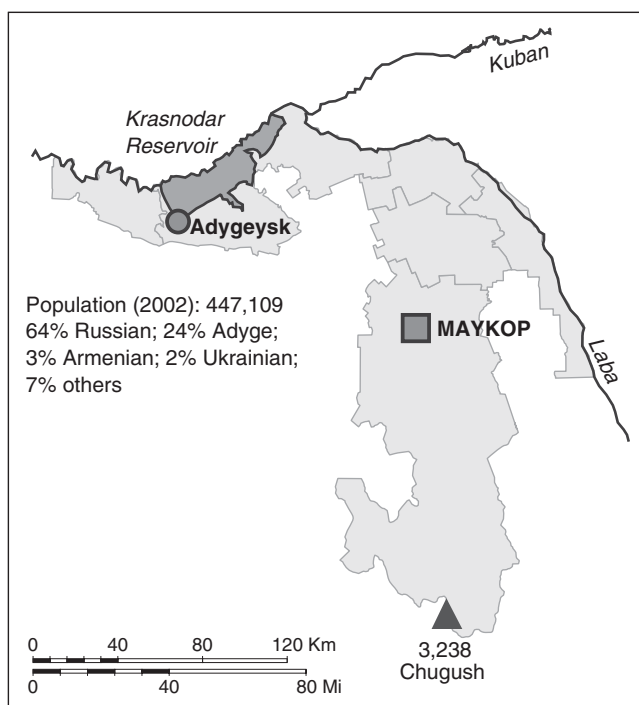 Kuban
Krasnodar
Reservoir
Adygeysk
Population (2002): 447,109
64% Russian; 24% Adyge;
3% Armenian; 2% Ukrainian;
7% others
MAYKOP
Laba
3,238
Chugush
0 40 80 120 Km
0 40 80 Mi